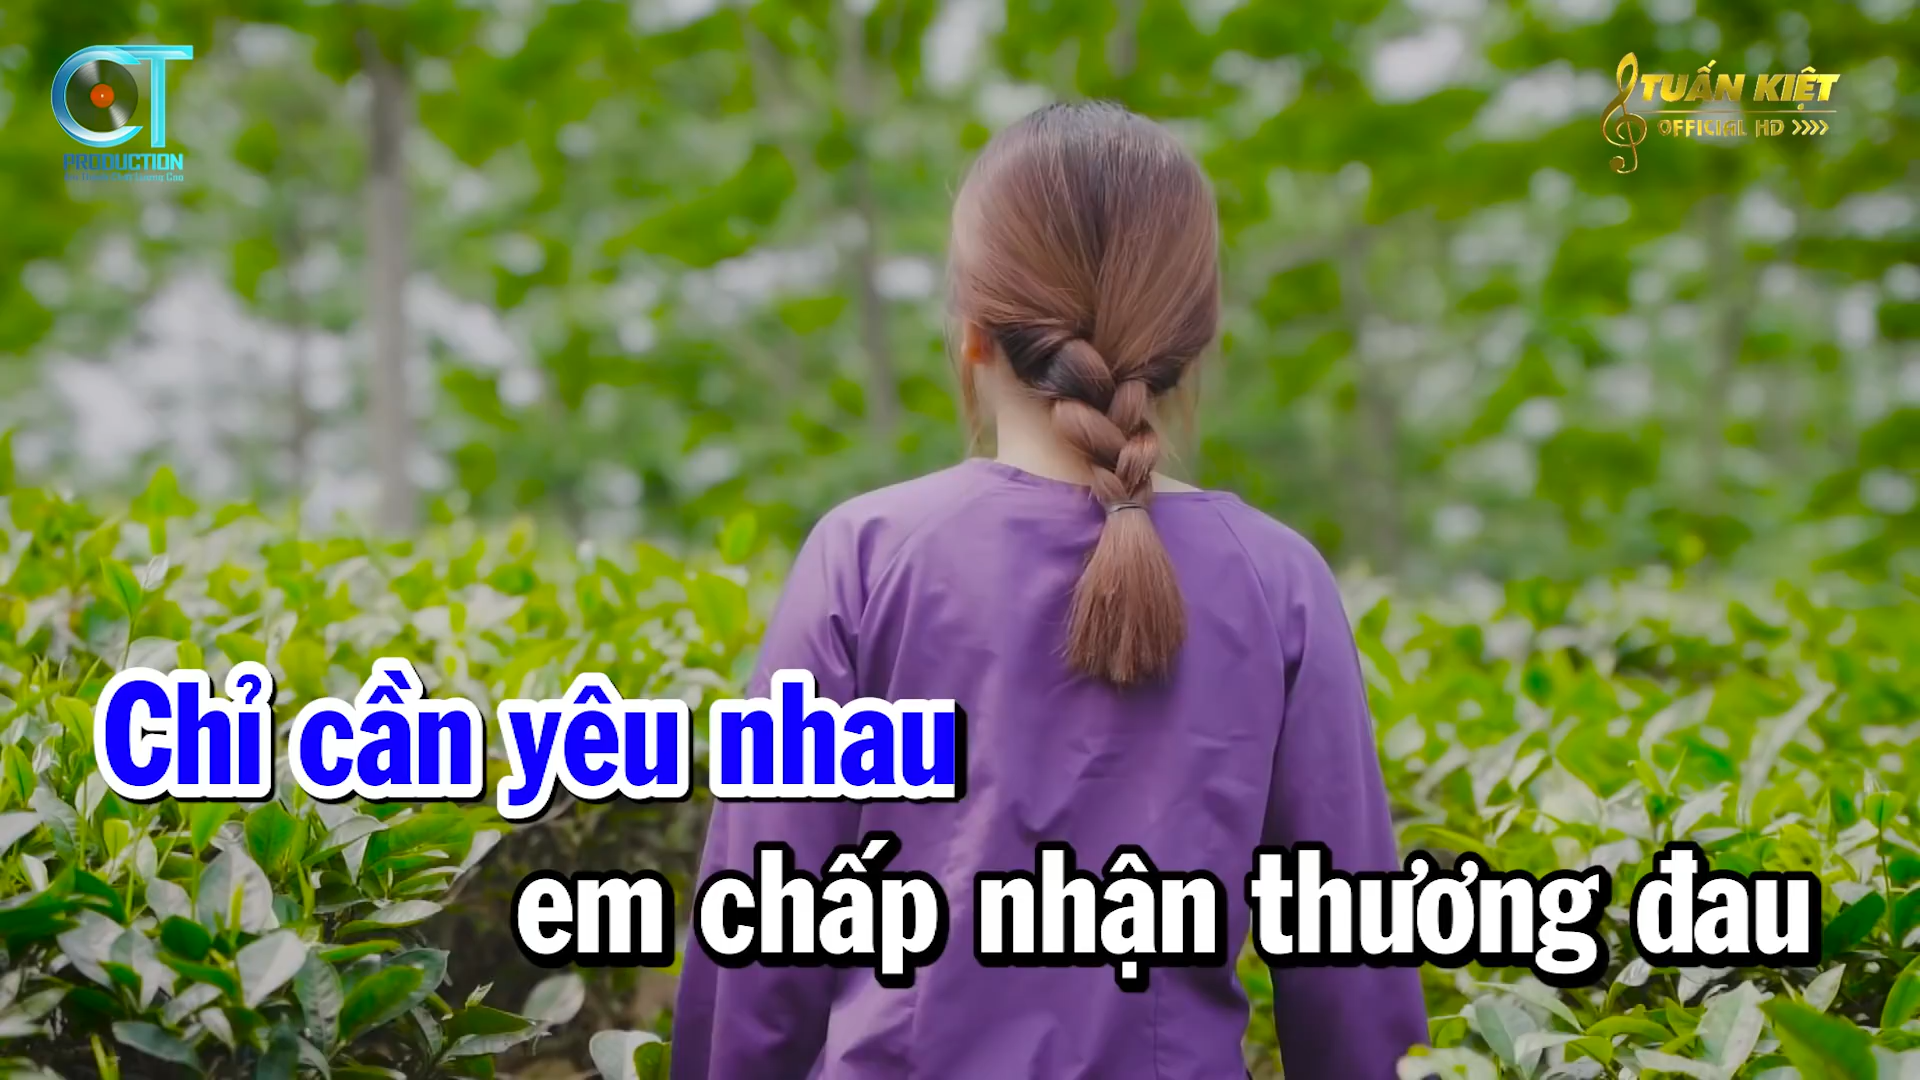 CT
PRODUCTION
TUẤN KIỆT
OFFICIAL HD >>>>
Chỉ cần yêu nhau
em chấp nhận thương đau